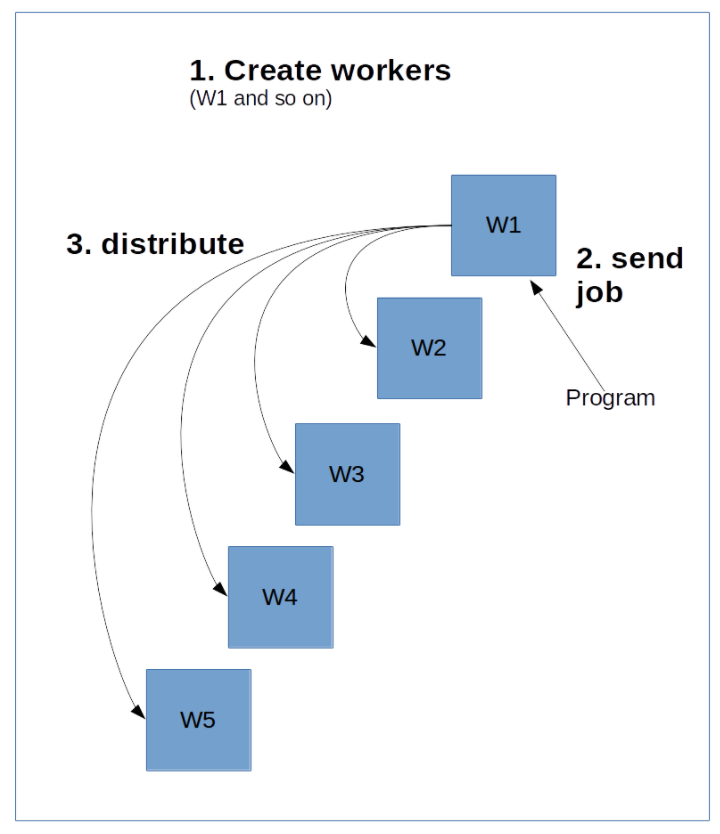 1. Create workers
(W1 and so on)
W1
3. distribute
2. send
job
W2
Program
W3
W4
W5